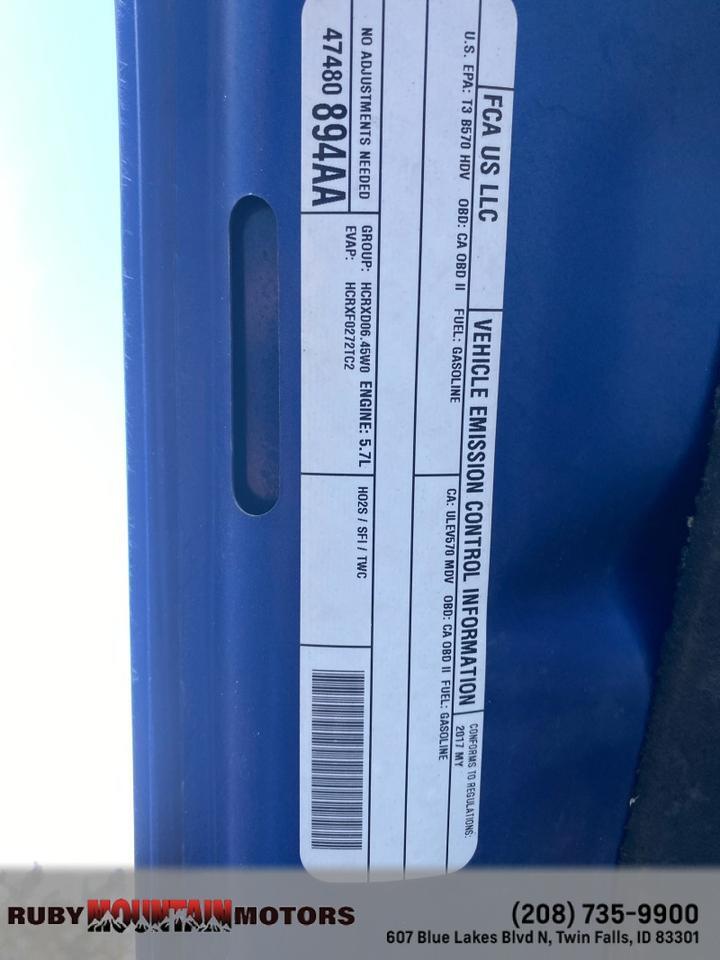 FCA US LLC
VEHICLE EMISSION CONTROL INFORMATION
CONFORMS TO REGULATIONS:
2017 MY
U.S. EPA: T3 B570 HDV OBD: CA OBD II FUEL: GASOLINE
CA: ULEV570 MDV OBD: CA OBD II FUEL: GASOLINE
NO ADJUSTMENTS NEEDED
47480 894AA
GROUP: HCRXD06.45W0 ENGINE: 5.7L
EVAP: HCRXF0272TC2
HO2S / SFI / TWC
RUBY MOUNTAIN MOTORS
(208) 735-9900
607 Blue Lakes Blvd N, Twin Falls, ID 83301